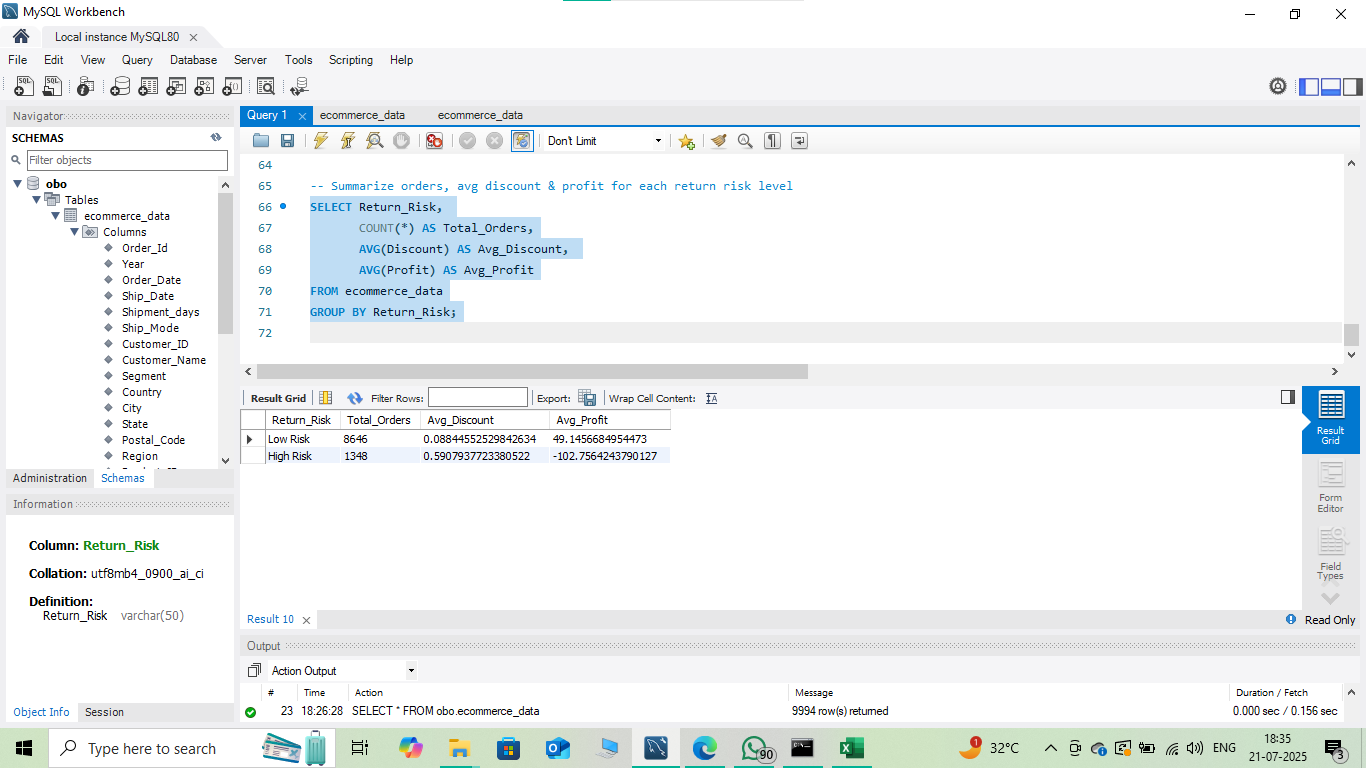 MySQL Workbench
Local instance MySQL80
File Edit View Query Database Server Tools Scripting Help
Navigator
SCHEMAS
Filter objects
obo
Tables
ecommerce_data
Columns
Order_Id
Year
Order_Date
Ship_Date
Shipment_days
Ship_Mode
Customer_ID
Customer_Name
Segment
Country
City
State
Postal_Code
Region
Administration Schemas
Information
Column: Return_Risk
Collation: utf8mb4_0900_ai_ci
Definition:
Return_Risk varchar(50)
Object Info Session
Query 1 ecommerce_data ecommerce_data
Don't Limit
64
65 -- Summarize orders, avg discount & profit for each return risk level
66 SELECT Return_Risk,
67 COUNT(*) AS Total_Orders,
68 AVG(Discount) AS Avg_Discount,
69 AVG(Profit) AS Avg_Profit
70 FROM ecommerce_data
71 GROUP BY Return_Risk;
72
Result Grid Filter Rows: Export: Wrap Cell Content:
Return_Risk Total_Orders Avg_Discount Avg_Profit
Low Risk 8646 0.08844552529842634 49.1456684954473
High Risk 1348 0.5907937723380522 -102.7564243790127
Result
Grid
Form
Editor
Field
Types
Result 10
Read Only
Output
Action Output
# Time Action Message Duration / Fetch
23 18:26:28 SELECT * FROM obo.ecommerce_data 9994 row(s) returned 0.000 sec / 0.156 sec
Type here to search
90
1
32°C
ENG
18:35
21-07-2025
3